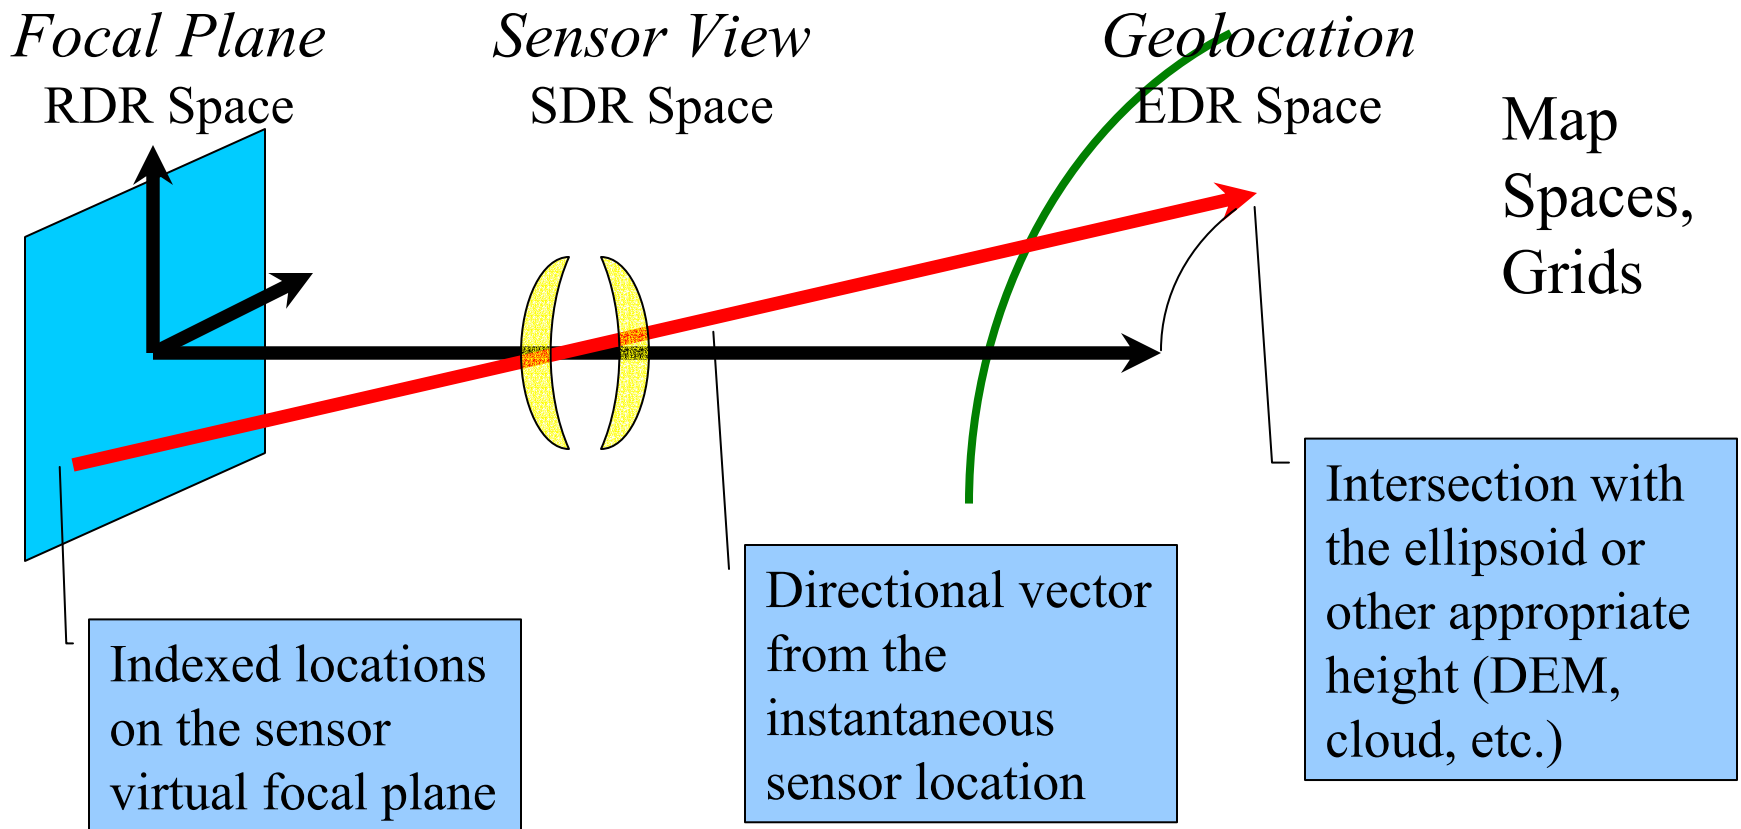 Focal Plane
RDR Space
Sensor View
SDR Space
Geolocation
EDR Space
Map
Spaces,
Grids
Indexed locations
on the sensor
virtual focal plane
Directional vector
from the
instantaneous
sensor location
Intersection with
the ellipsoid or
other appropriate
height (DEM,
cloud, etc.)